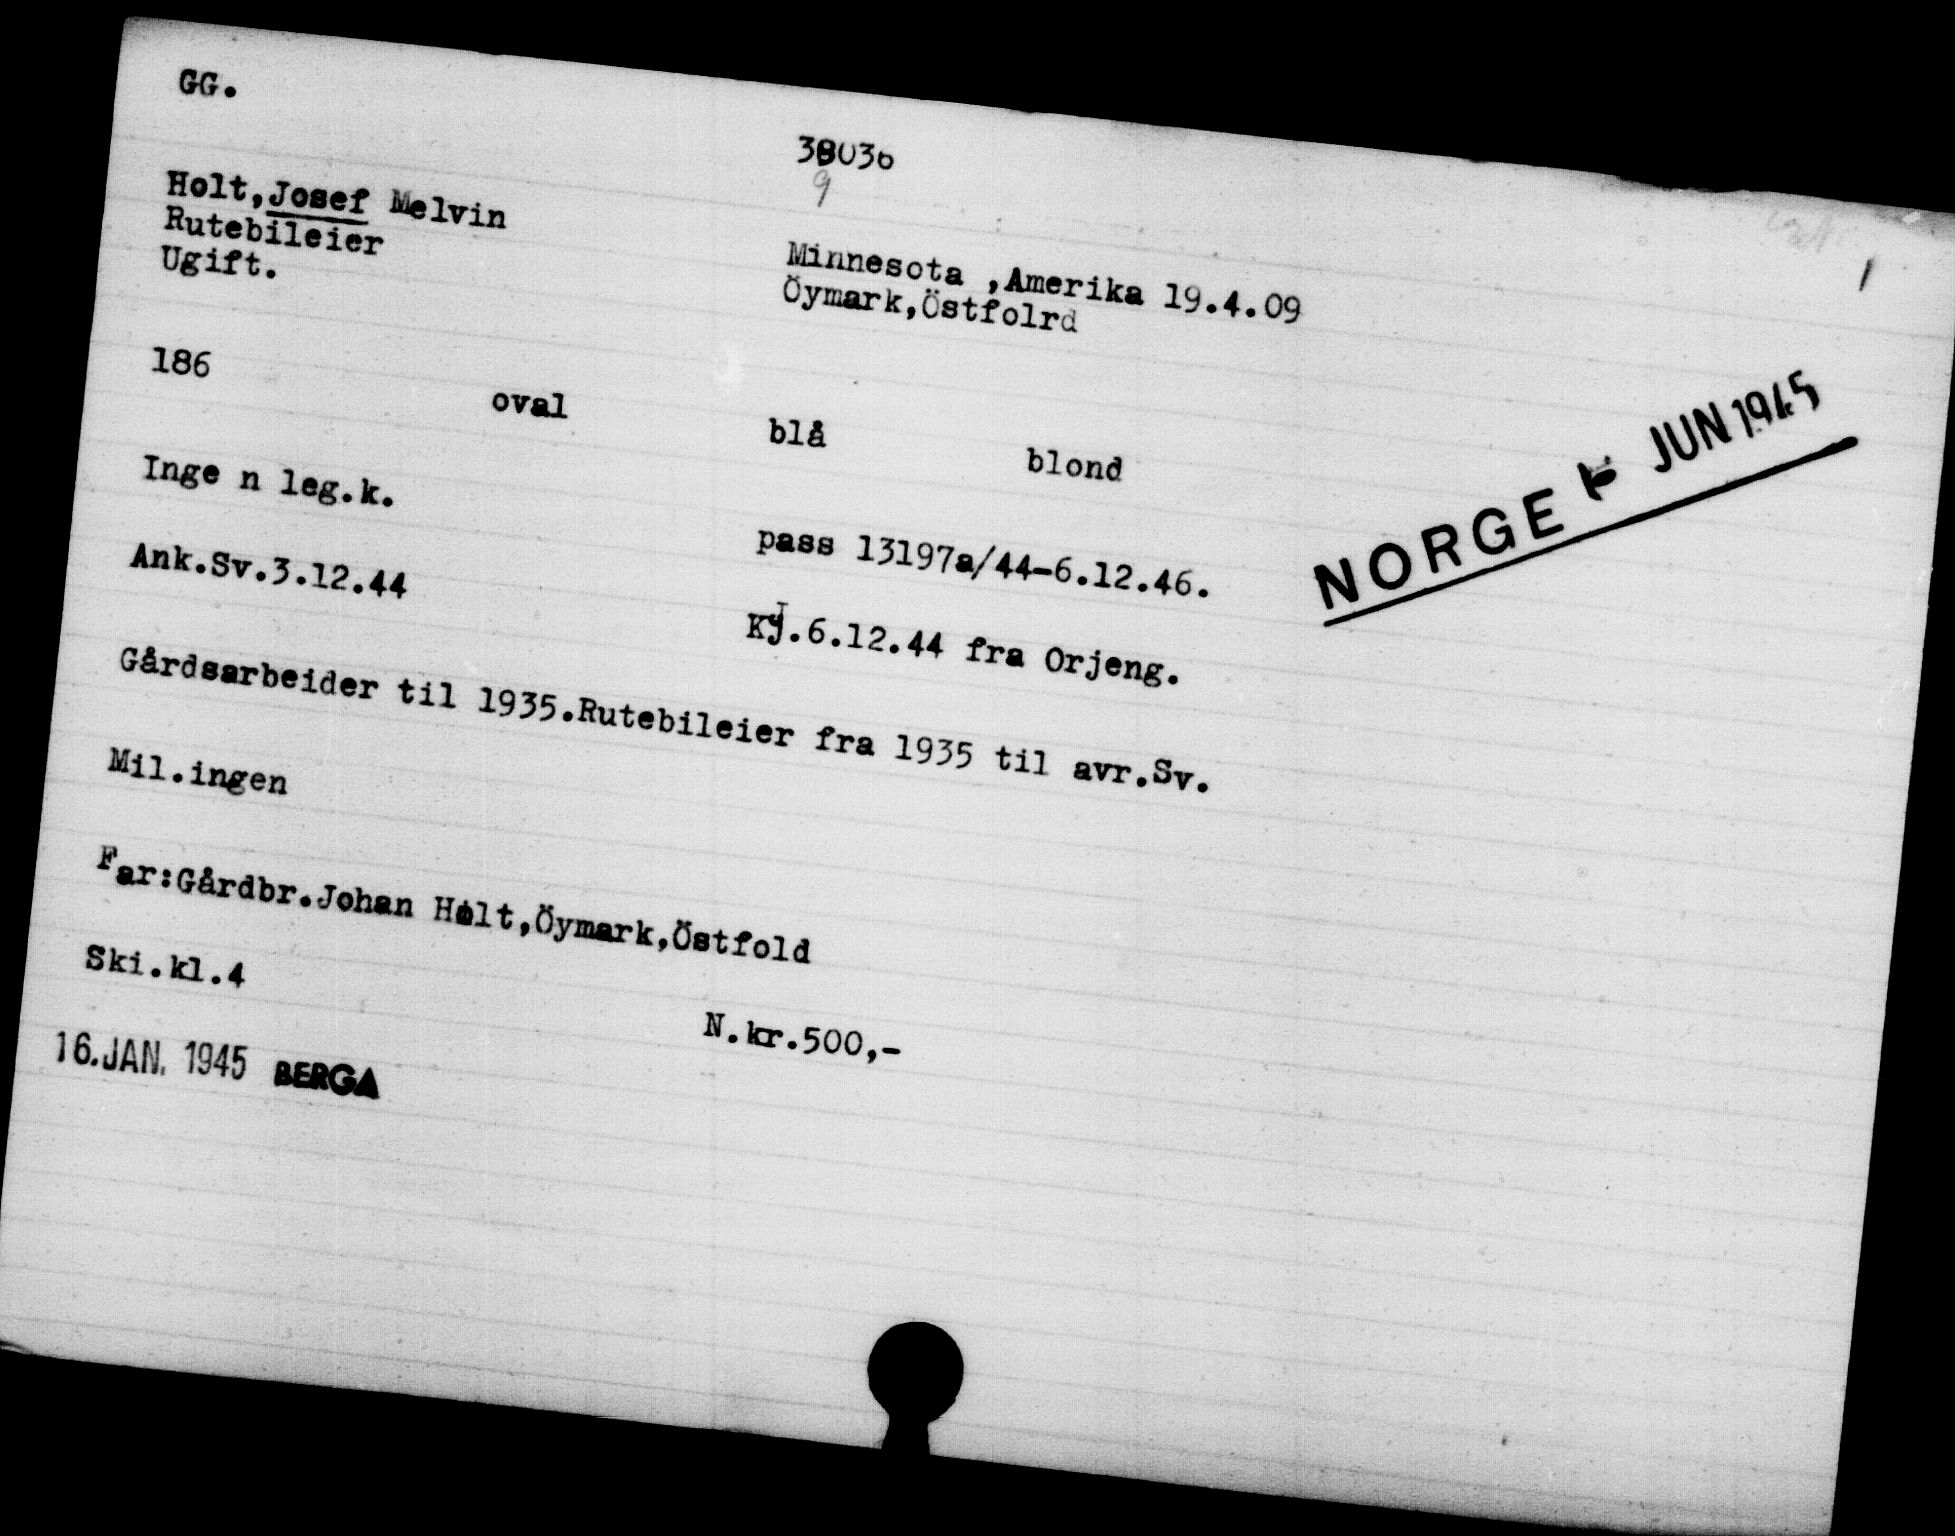 GG.
38036
9
Holt,Josef Melvin
Rutebileier
Ugift.
Minnesota ,Amerika 19.4.09
Öymark,Östfolrd
1
186
oval
blå
blond
NORGE JUN 1945
Inge n leg.k.
pass 13197a/44-6.12.46.
Ank.Sv.3.12.44
Kj.6.12.44 fra Orjeng.
Gårdsarbeider til 1935.Rutebileier fra 1935 til avr.Sv.
Mil.ingen
Far:Gårdbr.Johan Holt,Öymark,Östfold
Ski.kl.4
N.kr.500,-
16.JAN. 1945 BERGA